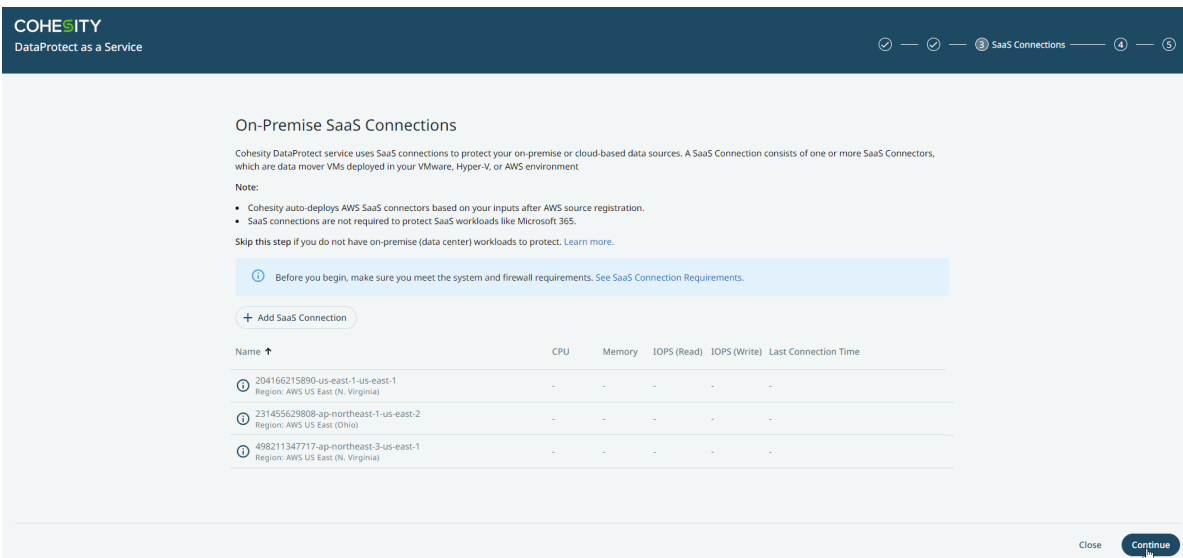 COHESITY
DataProtect as a Service
3 SaaS Connections 4 5
On-Premise SaaS Connections
Cohesity DataProtect service uses SaaS connections to protect your on-premise or cloud-based data sources. A SaaS Connection consists of one or more SaaS Connectors,
which are data mover VMs deployed in your VMware, Hyper-V, or AWS environment
Note:
• Cohesity auto-deploys AWS SaaS connectors based on your inputs after AWS source registration.
• SaaS connections are not required to protect SaaS workloads like Microsoft 365.
Skip this step if you do not have on-premise (data center) workloads to protect. Learn more.
Before you begin, make sure you meet the system and firewall requirements. See SaaS Connection Requirements.
+ Add SaaS Connection
Name ↑ CPU Memory IOPS (Read) IOPS (Write) Last Connection Time
204166215890-us-east-1-us-east-1 - - - - -
Region: AWS US East (N. Virginia)
231455629808-ap-northeast-1-us-east-2 - - - - -
Region: AWS US East (Ohio)
498211347717-ap-northeast-3-us-east-1 - - - - -
Region: AWS US East (N. Virginia)
Close Continue